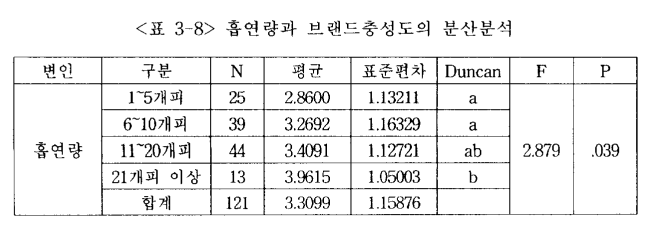 <표 3-8> 흡연량과 브랜드충성도의 분산분석
변인 구분 N 평균 표준편차 Duncan F P
흡연량 2.879 .039
1~5개피 25 2.8600 1.13211 a
6~10개피 39 3.2692 1.16329 a
11~20개피 44 3.4091 1.12721 ab
21개피 이상 13 3.9615 1.05003 b
합계 121 3.3099 1.15876